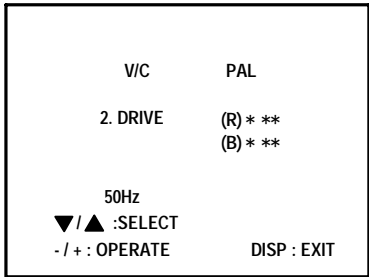 V/C PAL
2. DRIVE (R) * **
(B) * **
50Hz
▼/▲ :SELECT
- / + : OPERATE DISP : EXIT